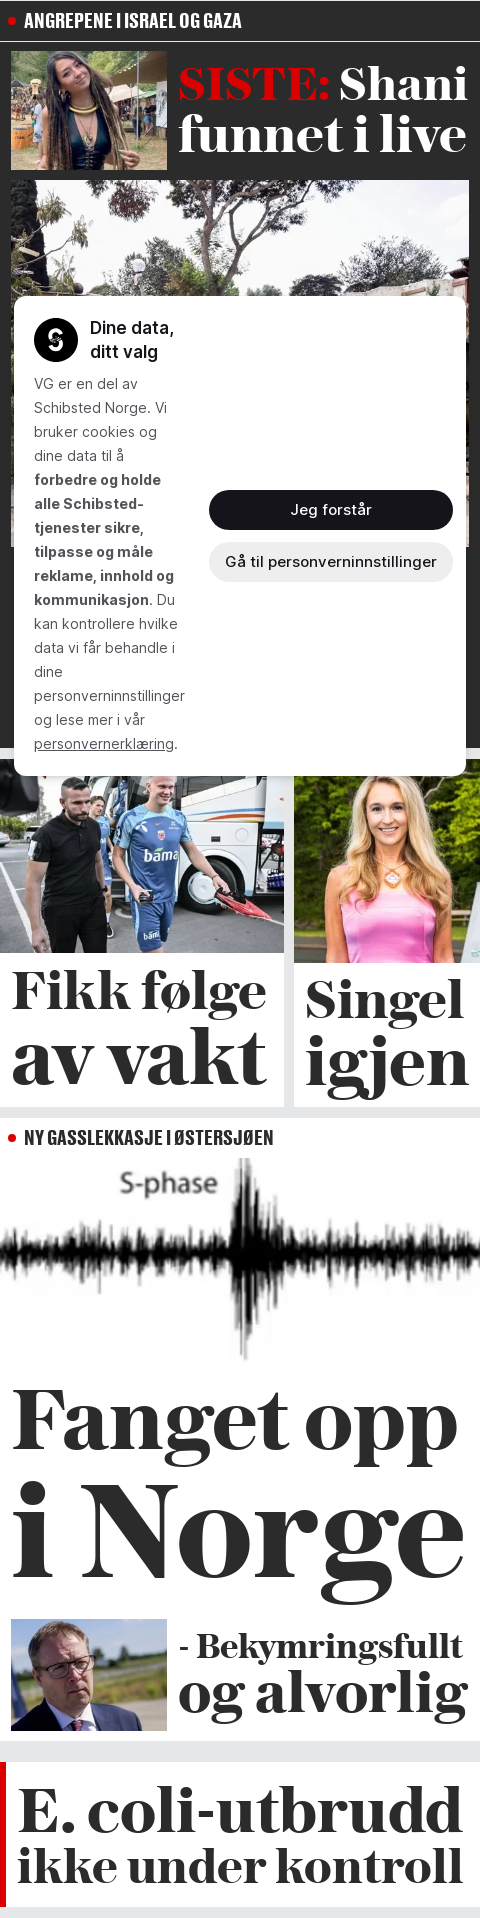 ANGREPENE I ISRAEL OG GAZA
SISTE: Shani
funnet i live
Dine data,
ditt valg
VG er en del av
Schibsted Norge. Vi
bruker cookies og
dine data til å
forbedre og holde
alle Schibsted-
tjenester sikre,
tilpasse og måle
reklame, innhold og
kommunikasjon. Du
kan kontrollere hvilke
data vi får behandle i
dine
personverninnstillinger
og lese mer i vår
personvernerklæring.
Jeg forstår
Gå til personverninnstillinger
bama
bama
Fikk følge
av vakt
Singel
igjen
NY GASSLEKKASJE I ØSTERSJØEN
S-phase
Fanget opp
i Norge
- Bekymringsfullt
og alvorlig
E. coli-utbrudd
ikke under kontroll